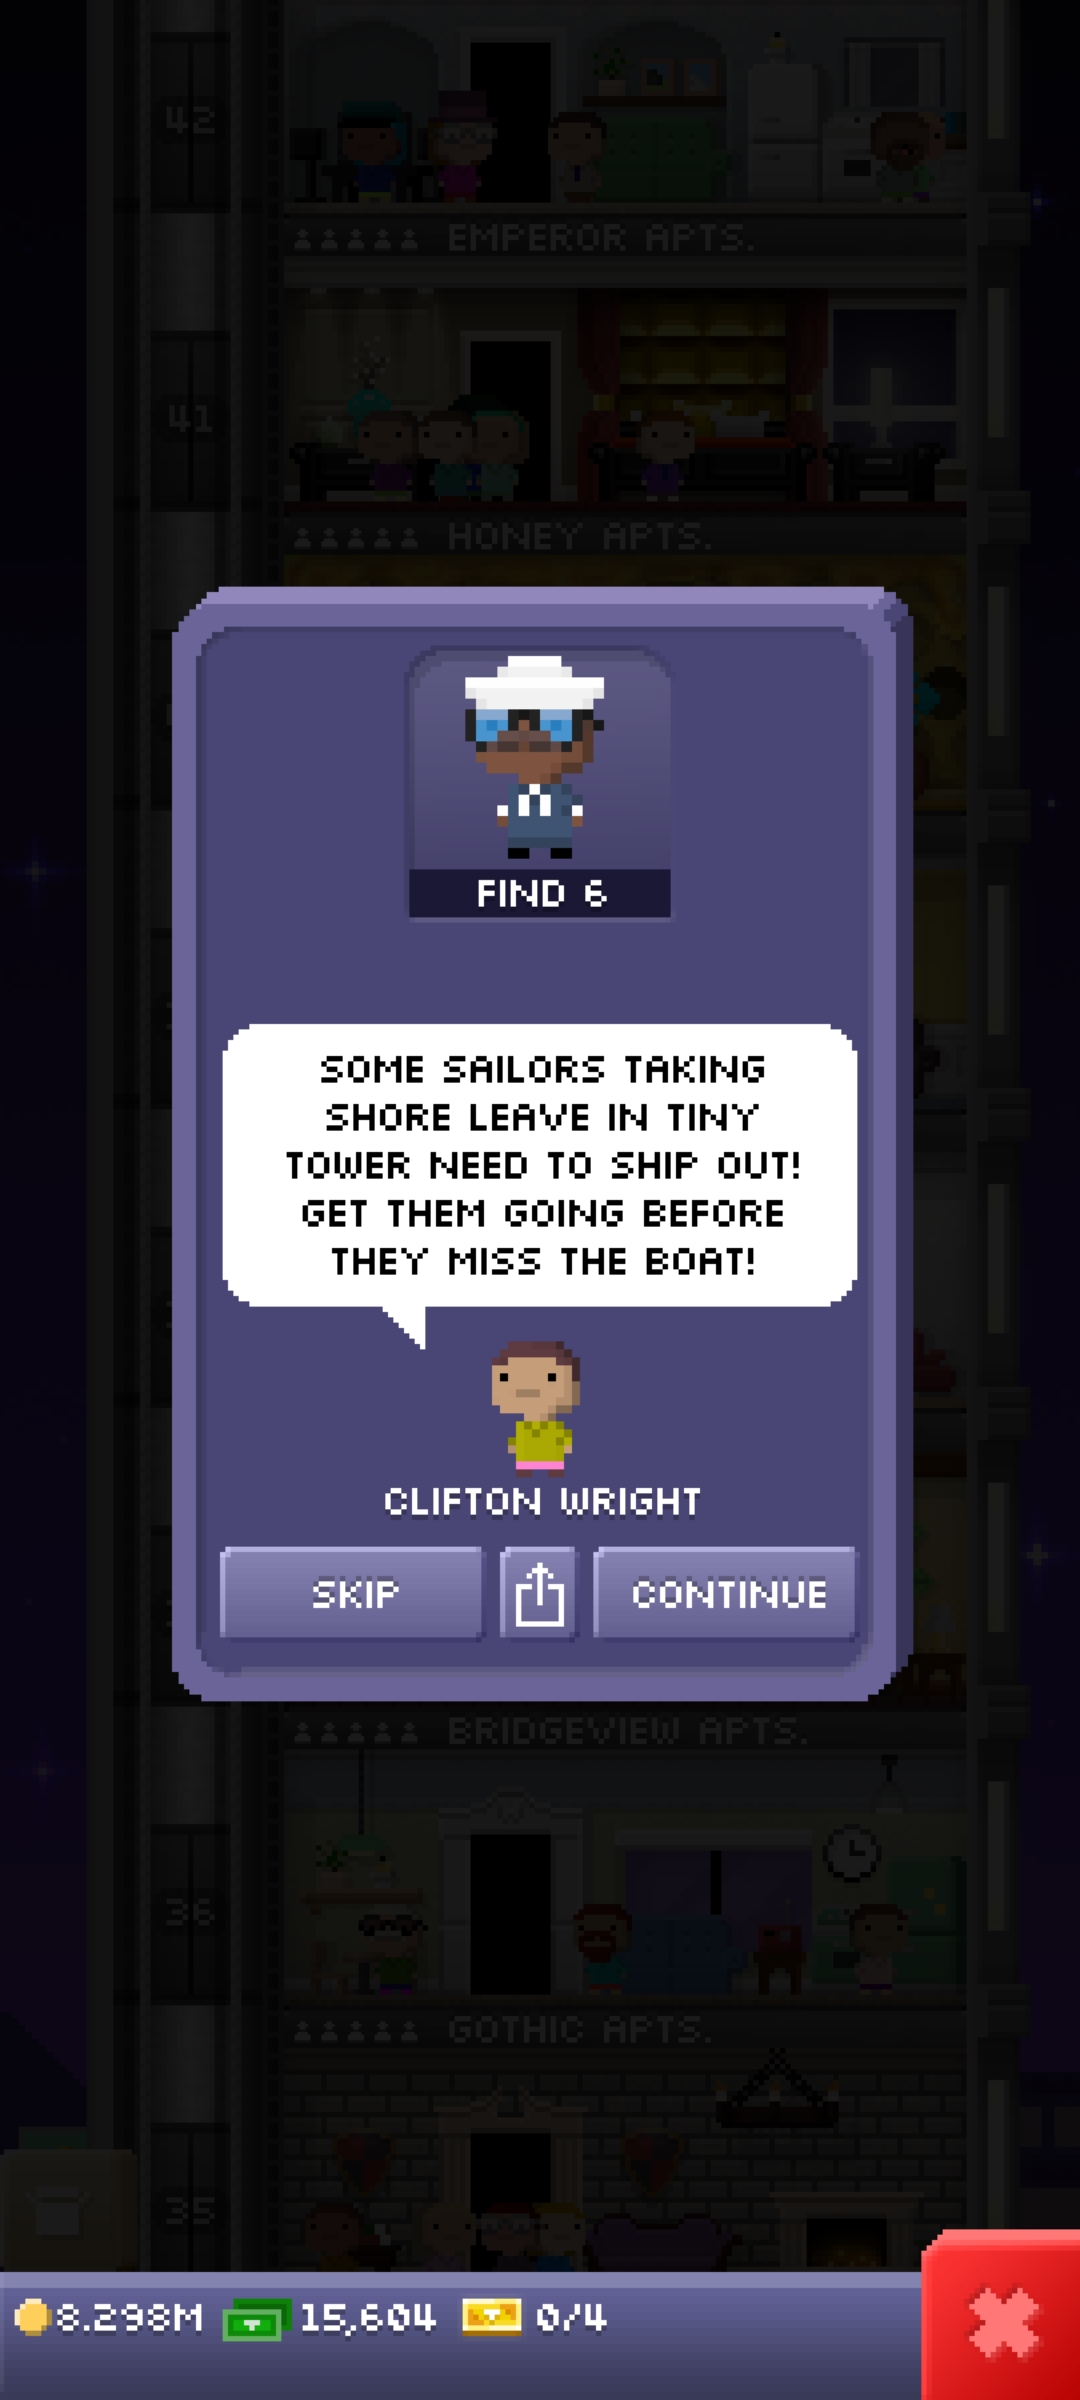 42
EMPEROR APTS.
41
HONEY APTS.
FIND 6
SOME SAILORS TAKING
SHORE LEAVE IN TINY
TOWER NEED TO SHIP OUT!
GET THEM GOING BEFORE
THEY MISS THE BOAT!
CLIFTON WRIGHT
SKIP
CONTINUE
BRIDGEVIEW APTS.
36
GOTHIC APTS.
35
8.298M
15,604
0/4